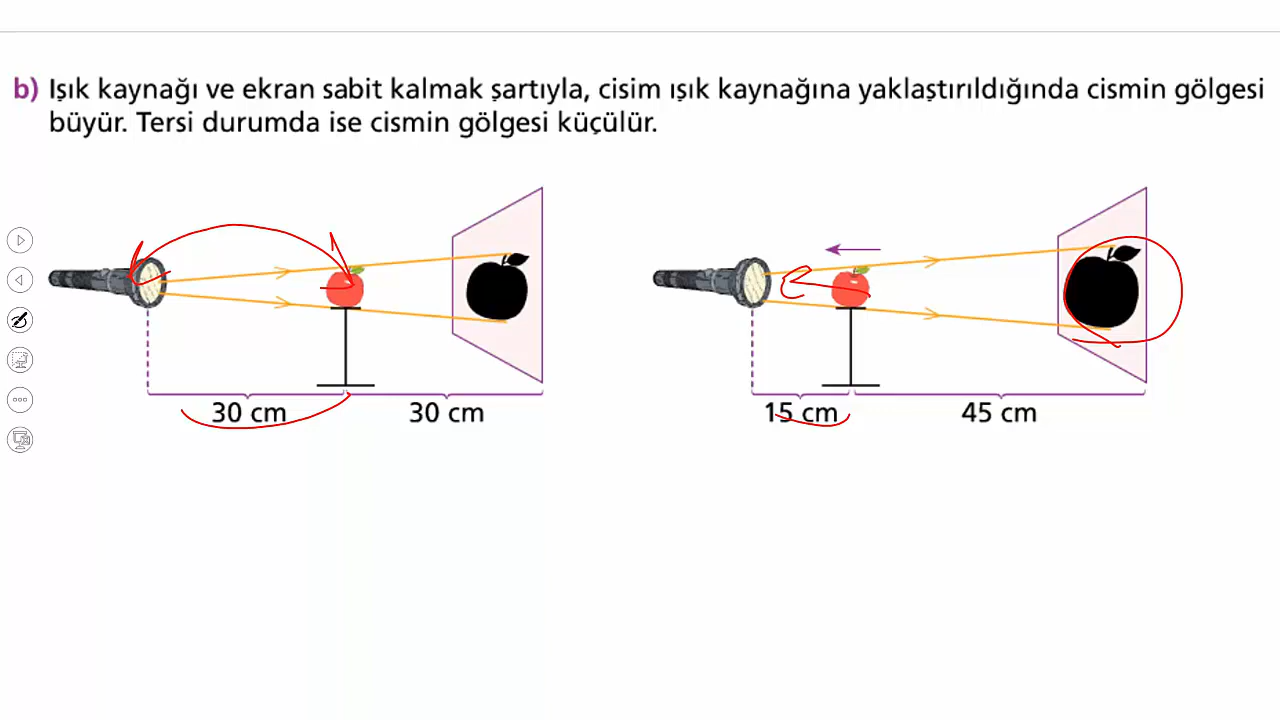 b) Işık kaynağı ve ekran sabit kalmak şartıyla, cisim ışık kaynağına yaklaştırıldığında cismin gölgesi
büyür. Tersi durumda ise cismin gölgesi küçülür.
30 cm 30 cm 15 cm 45 cm